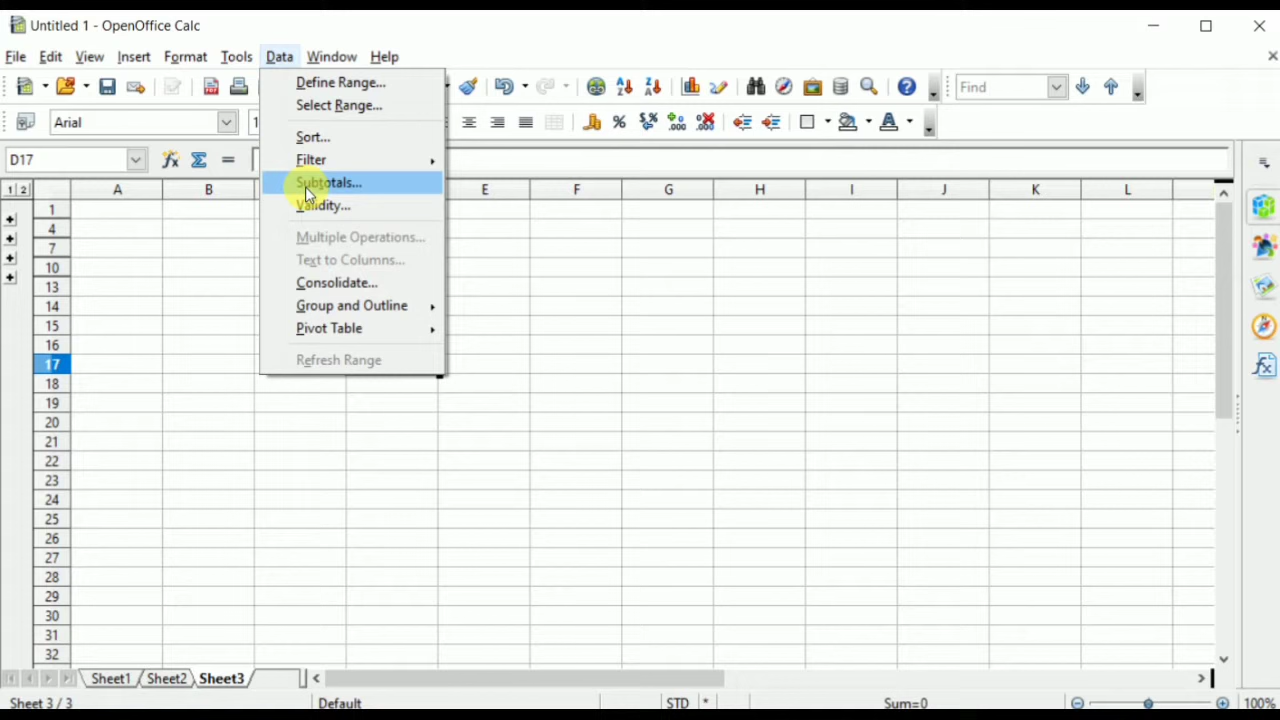 Untitled 1 - OpenOffice Calc
File Edit View Insert Format Tools Data Window Help
Find
Arial 1
D17
Define Range...
Select Range...
Sort...
Filter
Subtotals...
Validity...
Multiple Operations...
Text to Columns...
Consolidate...
Group and Outline
Pivot Table
Refresh Range
1 2 A B E F G H I J K L
1
4
7
10
13
14
15
16
17
18
19
20
21
22
23
24
25
26
27
28
29
30
31
32
Sheet1 Sheet2 Sheet3
Sheet 3 / 3 Default STD * Sum=0 100%